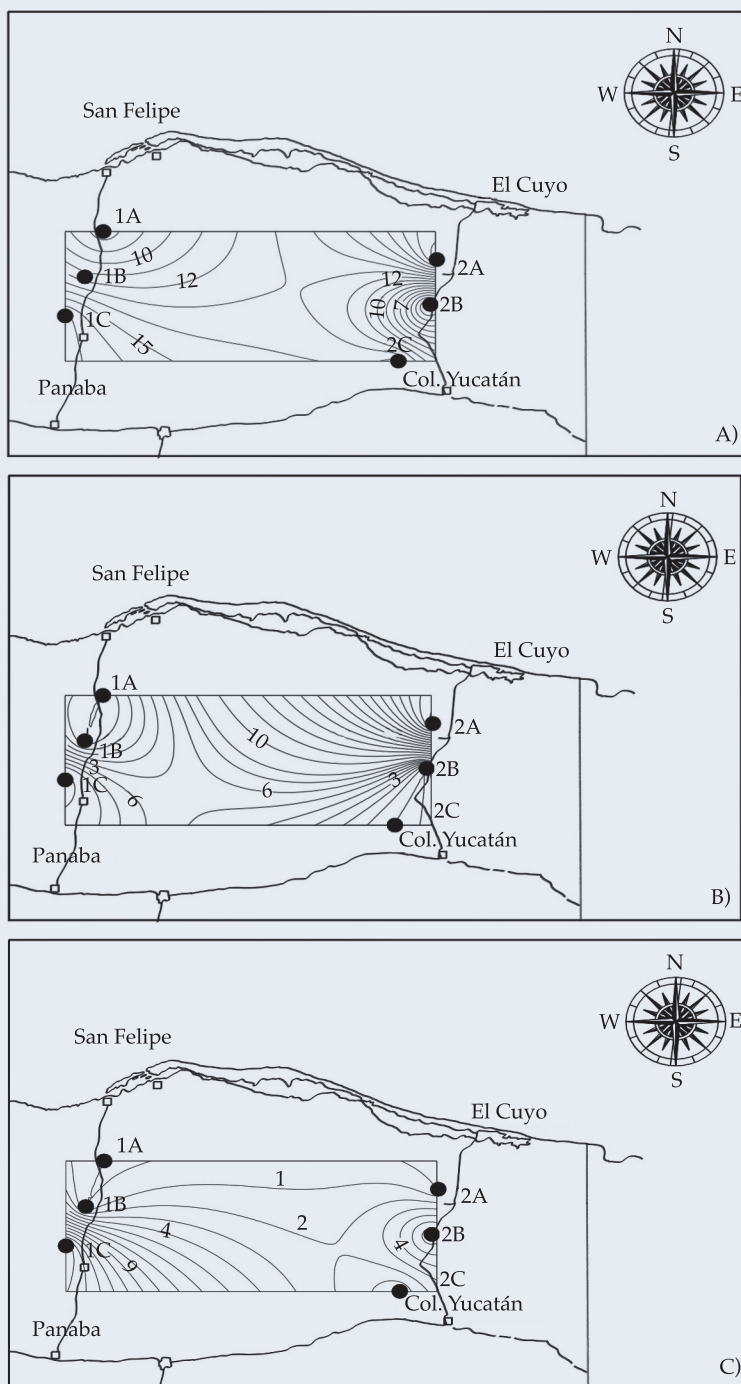 N
San Felipe
W E
S
El Cuyo
1A
10
1B 12 12 2A
10 7 2B
1C
15 2C
Panaba Col. Yucatán
A)
N
San Felipe
W E
S
El Cuyo
1A
2A
10
1B
3 2B
1C 6 6 3
2C
Panaba Col. Yucatán
B)
N
San Felipe
W E
S
El Cuyo
1A
1
1B 2A
4 2 4 2B
1C 9
2C
Col. Yucatán
Panaba
C)